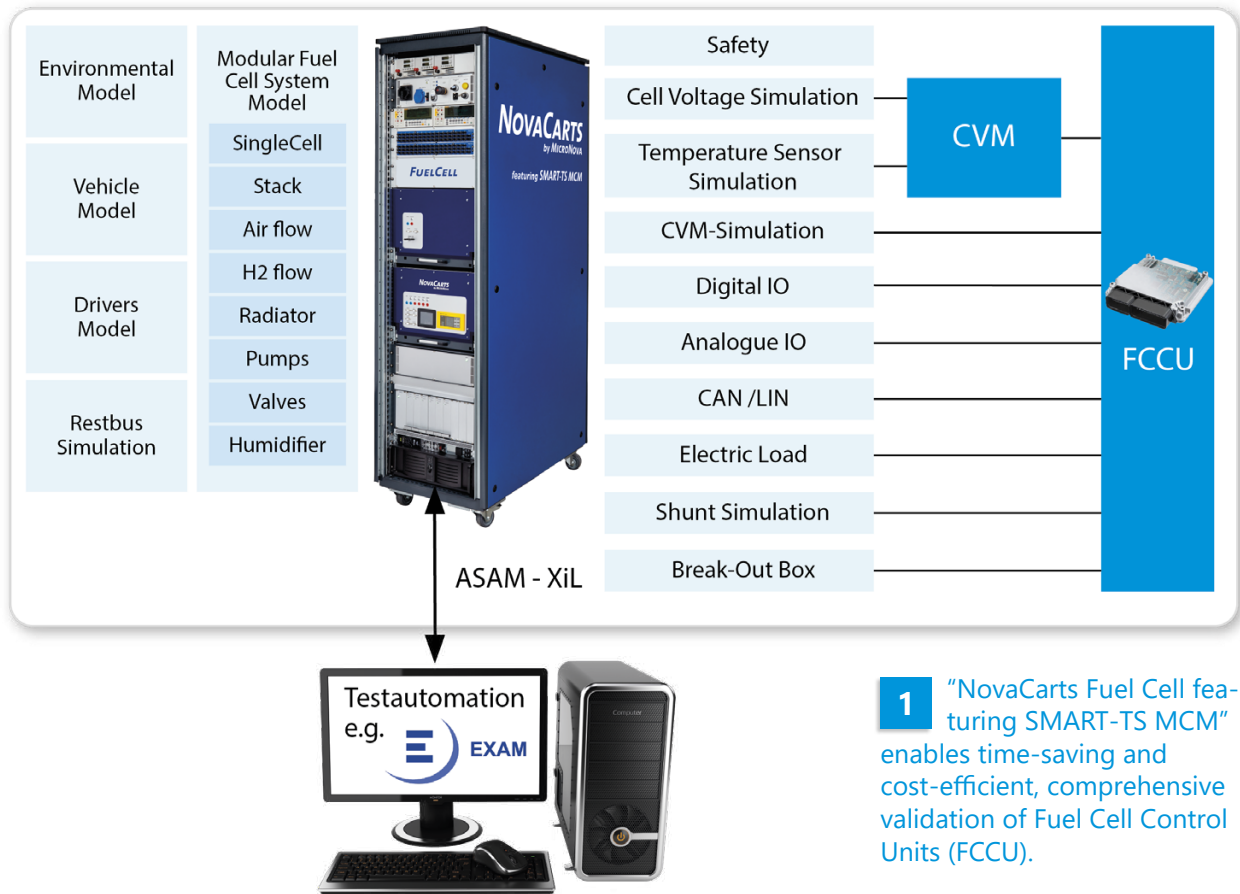 Environmental
Model
Vehicle
Model
Drivers
Model
Restbus
Simulation
Modular Fuel
Cell System
Model
SingleCell
Stack
Air flow
H2 flow
Radiator
Pumps
Valves
Humidifier
NOVACARTS
by MICRONOVA
featuring SMART-TS MCM
FUELCELL
NOVACARTS
Safety
Cell Voltage Simulation
Temperature Sensor
Simulation
CVM-Simulation
Digital IO
Analogue IO
CAN /LIN
Electric Load
Shunt Simulation
Break-Out Box
CVM
FCCU
ASAM - XiL
Testautomation
e.g.
EXAM
Computer
1 “NovaCarts Fuel Cell fea-
turing SMART-TS MCM”
enables time-saving and
cost-efficient, comprehensive
validation of Fuel Cell Control
Units (FCCU).